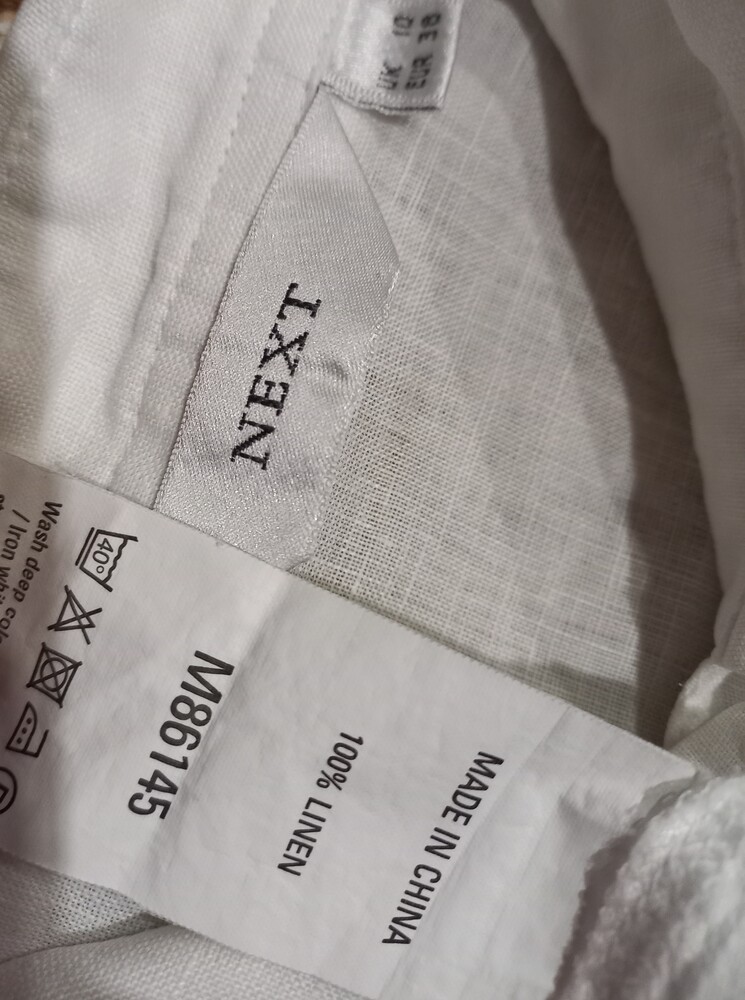 UK 10
EUR 38
NEXT
MADE IN CHINA
100% LINEN
M86145
40°
Wash deep
/ Iron